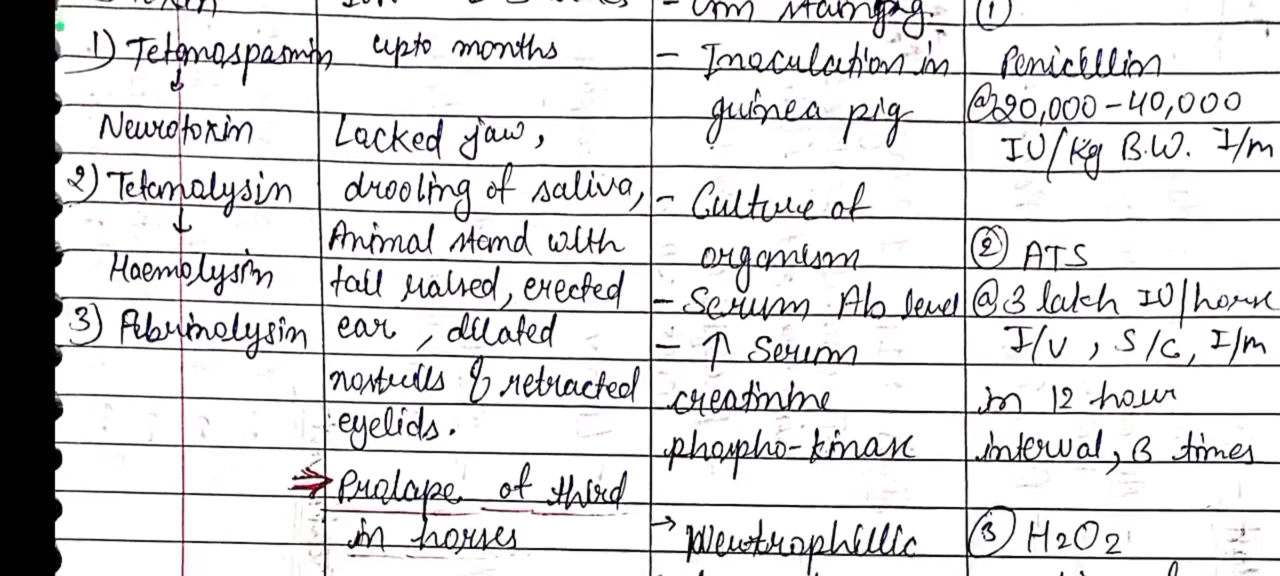 1) Tetanospasmin
↓
Neurotoxin
2) Tetanolysin
↓
Haemolysin
3) Fibrinolysin
upto months
Locked jaw,
drooling of saliva,
Animal stand with
tail raised, erected
ear, dilated
nostrils & retracted
eyelids.
⇒ Prolapse of third
in horses
- Gm staining.
- Inoculation in
guinea pig
- Culture of
organism
- Serum Ab level
- ↑ Serum
creatinine
phospho-kinase
→ Neutrophillic
①
Penicillin
@ 20,000 - 40,000
IU/kg B.W. I/m
② ATS
@ 3 lakh IU/horse
I/V, S/C, I/m
in 12 hour
interval, 3 times
③ H2O2